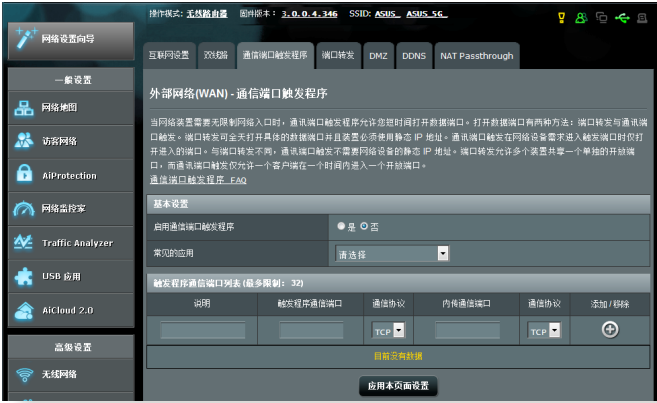 操作模式: 无线路由器 固件版本: 3.0.0.4.346 SSID: ASUS_ ASUS_5G_
网络设置向导
一般设置
网络地图
访客网络
AiProtection
网络监控家
Traffic Analyzer
USB 应用
AiCloud 2.0
高级设置
无线网络
互联网设置 双线路 通信端口触发程序 端口转发 DMZ DDNS NAT Passthrough
外部网络(WAN) - 通信端口触发程序
当网络装置需要无限制网络入口时，通讯端口触发程序允许您短时间打开数据端口。打开数据端口有两种方法：端口转发与通讯端
口触发。端口转发可全天打开具体的数据端口并且装置必须使用静态 IP 地址。通讯端口触发在网络设备需求进入触发端口时仅打
开进入的端口。与端口转发不同，通讯端口触发不需要网络设备的静态 IP 地址。端口转发允许多个装置共享一个单独的开放端
口，而通讯端口触发仅允许一个客户端在一个时间内进入一个开放端口。
通信端口触发程序 FAQ
基本设置
启用通信端口触发程序 是 否
常见的应用 请选择
触发程序通信端口列表 (最多限制: 32)
说明 触发程序通信端口 通信协议 内传通信端口 通信协议 添加/移除
TCP TCP
目前没有数据
应用本页面设置